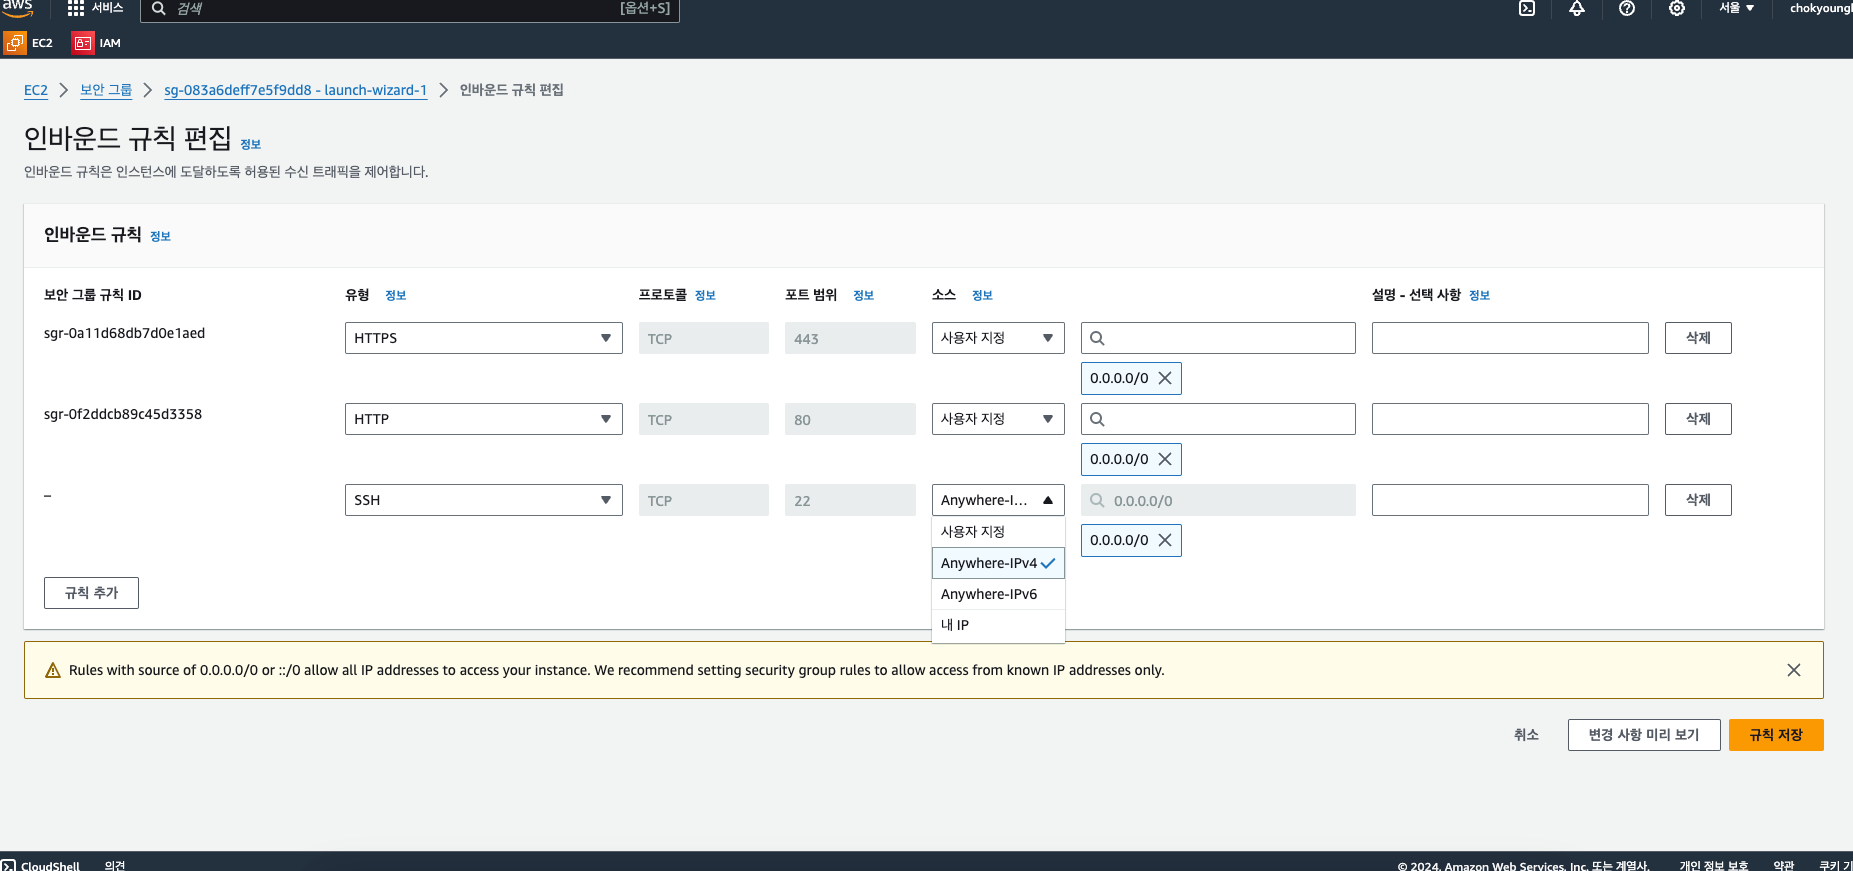 aws 서비스 검색 [옵션+S] 서울 ▼
EC2 IAM
EC2 > 보안 그룹 > sg-083a6deff7e5f9dd8 - launch-wizard-1 > 인바운드 규칙 편집
인바운드 규칙 편집 정보
인바운드 규칙은 인스턴스에 도달하도록 허용된 수신 트래픽을 제어합니다.
인바운드 규칙 정보
보안 그룹 규칙 ID 유형 정보 프로토콜 정보 포트 범위 정보 소스 정보 설명 - 선택 사항 정보
sgr-0a11d68db7d0e1aed HTTPS TCP 443 사용자 지정 삭제
0.0.0.0/0
sgr-0f2ddcb89c45d3358 HTTP TCP 80 사용자 지정 삭제
0.0.0.0/0
– SSH TCP 22 Anywhere-I... 0.0.0.0/0 삭제
사용자 지정
0.0.0.0/0
Anywhere-IPv4
Anywhere-IPv6
내 IP
규칙 추가
Rules with source of 0.0.0.0/0 or ::/0 allow all IP addresses to access your instance. We recommend setting security group rules to allow access from known IP addresses only.
취소 변경 사항 미리 보기 규칙 저장
CloudShell 의견 © 2024, Amazon Web Services, Inc. 또는 계열사. 개인 정보 보호 약관 쿠키